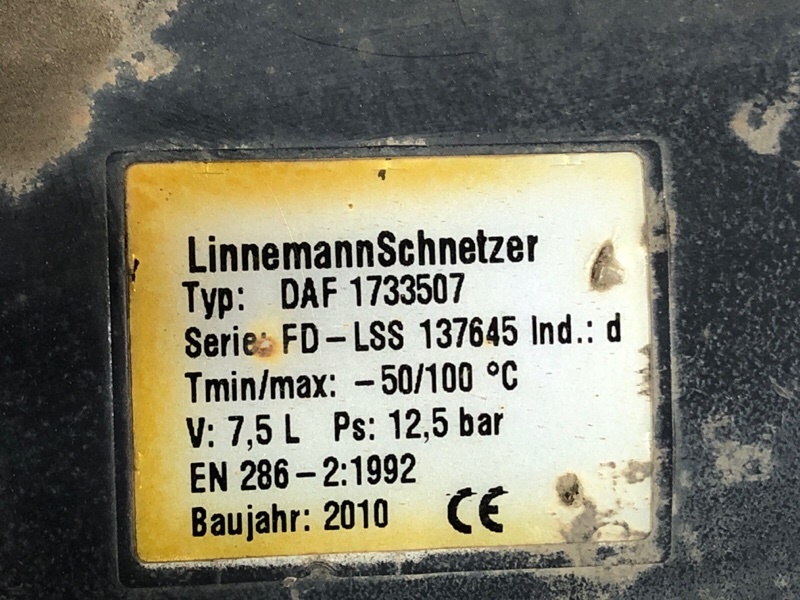 LinnemannSchnetzer
Typ: DAF 1733507
Serie: FD-LSS 137645 Ind.: d
Tmin/max: -50/100 °C
V: 7,5 L Ps: 12,5 bar
EN 286-2:1992
Baujahr: 2010 CE